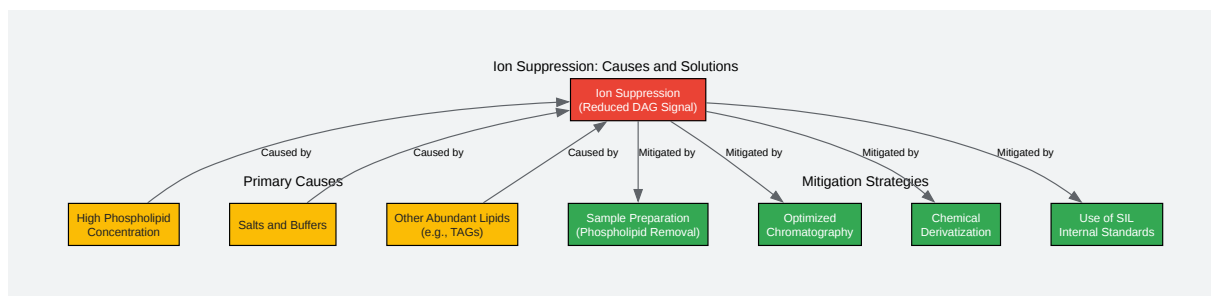 Ion Suppression: Causes and Solutions
Ion Suppression
(Reduced DAG Signal)
Caused by
Caused by
Caused by
Mitigated by
Mitigated by
Mitigated by
Mitigated by
Primary Causes
Mitigation Strategies
High Phospholipid
Concentration
Salts and Buffers
Other Abundant Lipids
(e.g., TAGs)
Sample Preparation
(Phospholipid Removal)
Optimized
Chromatography
Chemical
Derivatization
Use of SIL
Internal Standards